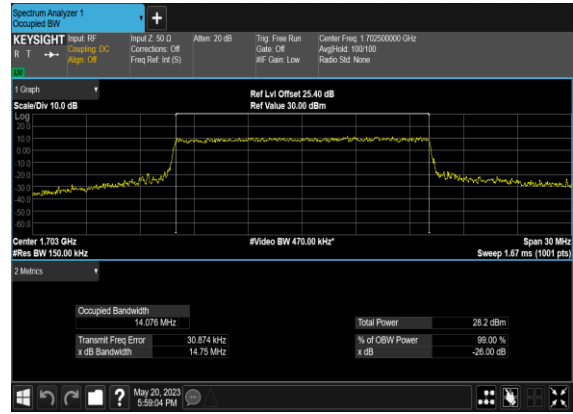 Spectrum Analyzer 1
Occupied BW
+
KEYSIGHT
R T
LW
Input: RF
Coupling: DC
Align: Off
Input Z: 50 Ω
Corrections: Off
Freq Ref: Int (S)
Atten: 20 dB
Trig: Free Run
Gate: Off
#IF Gain: Low
Center Freq: 1.702500000 GHz
Avg|Hold: 100/100
Radio Std: None
1 Graph
Scale/Div 10.0 dB
Ref Lvl Offset 25.40 dB
Ref Value 30.00 dBm
Log
20.0
10.0
0.00
-10.0
-20.0
-30.0
-40.0
-50.0
-60.0
Center 1.703 GHz
#Res BW 150.00 kHz
#Video BW 470.00 kHz*
Span 30 MHz
Sweep 1.67 ms (1001 pts)
2 Metrics
Occupied Bandwidth
14.076 MHz
Transmit Freq Error 30.874 kHz
x dB Bandwidth 14.75 MHz
Total Power 28.2 dBm
% of OBW Power 99.00 %
x dB -26.00 dB
?
May 20, 2023
5:59:04 PM